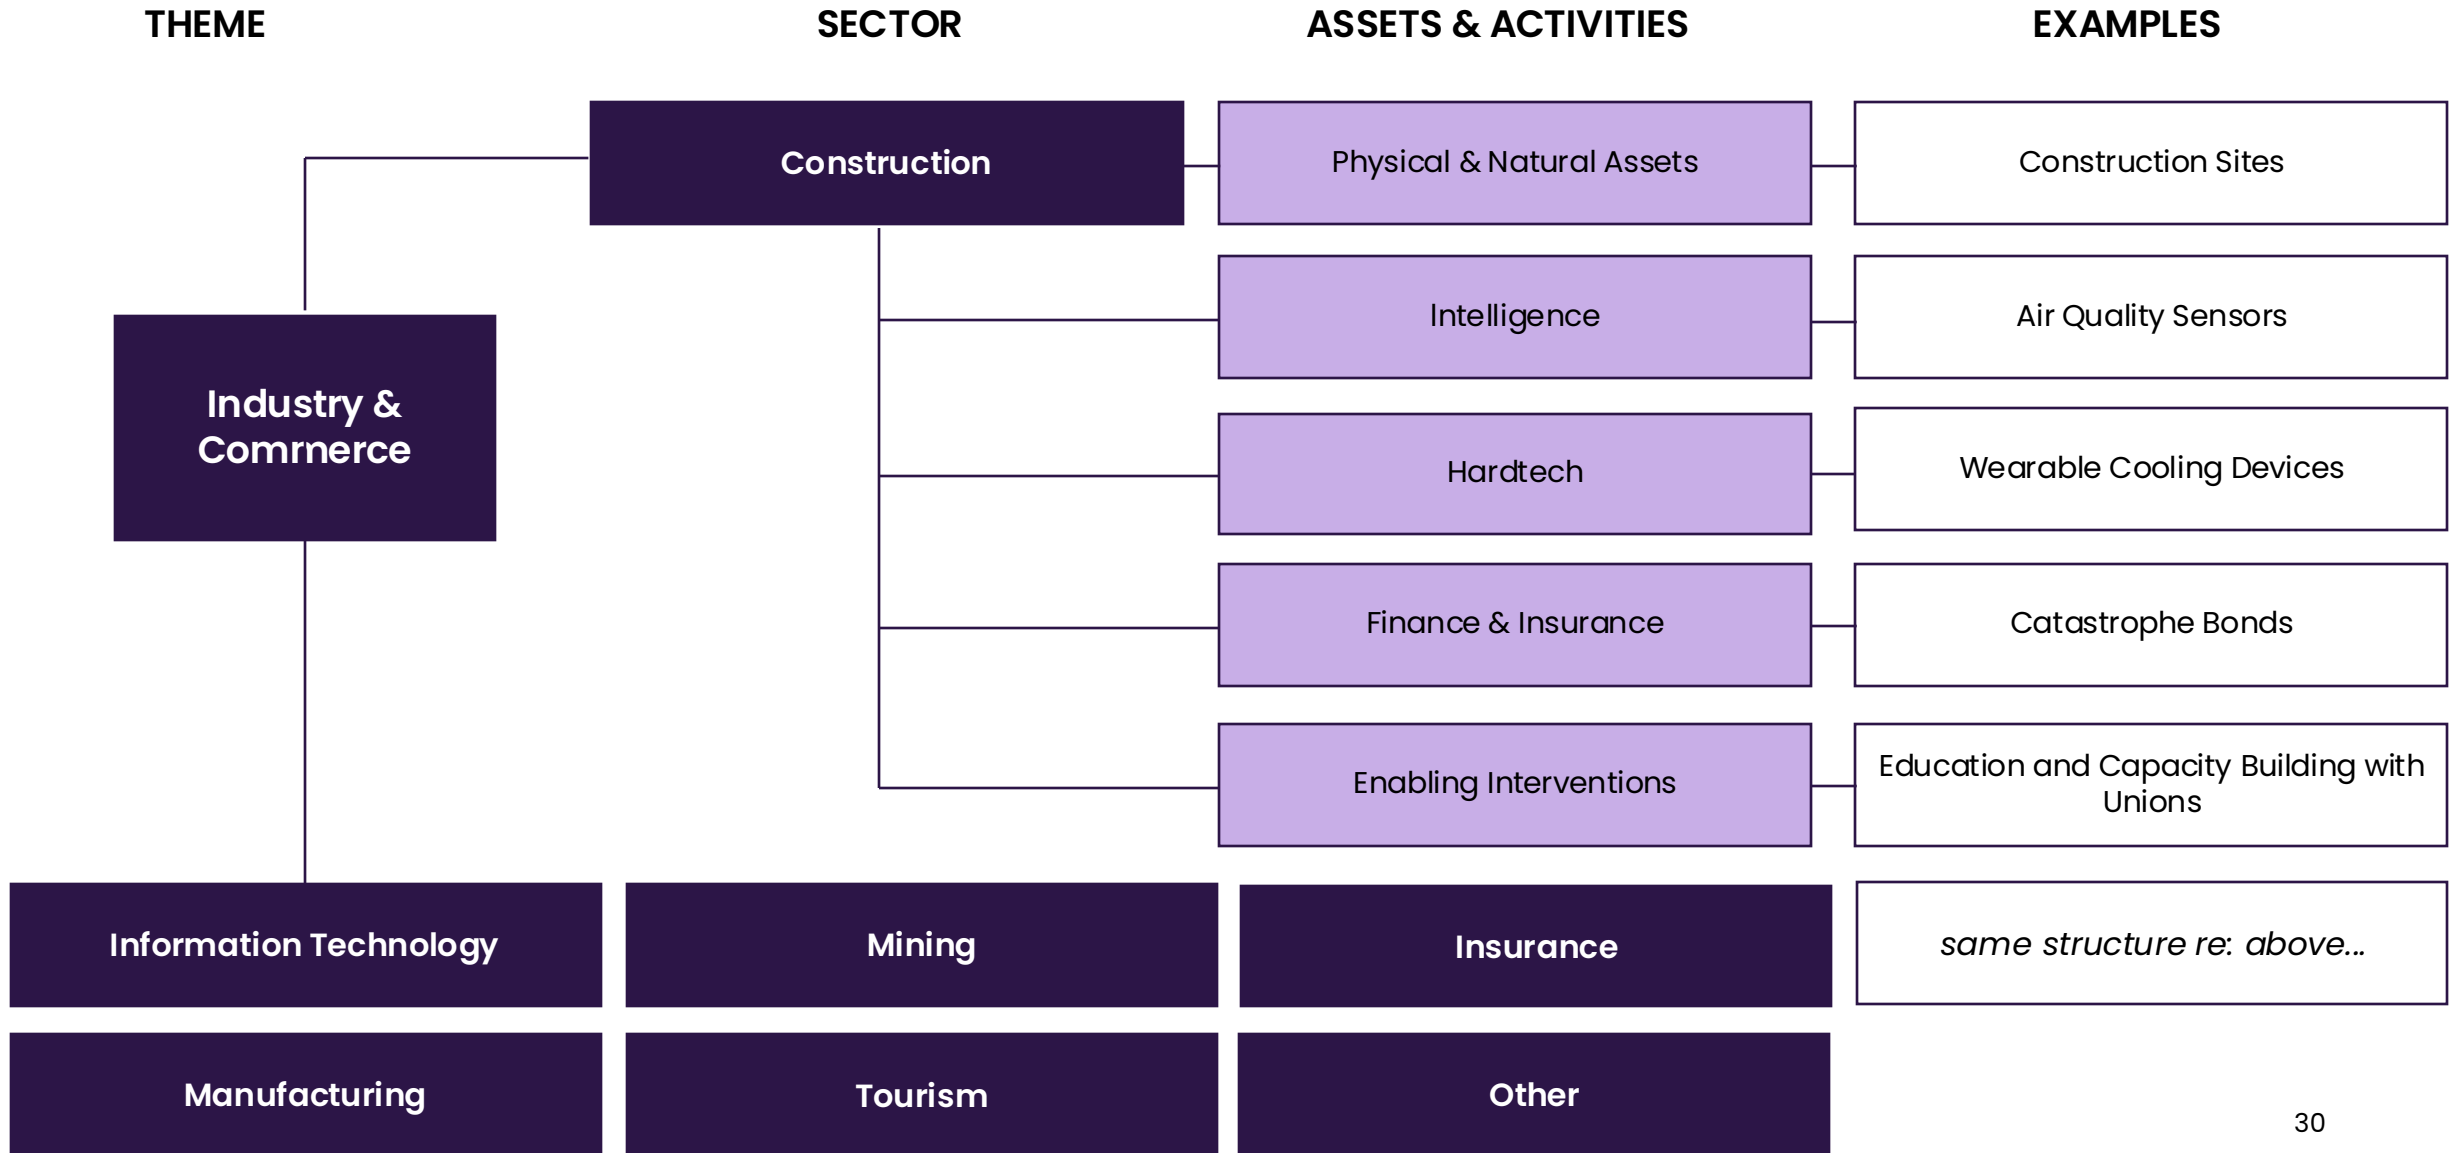 THEME
SECTOR
ASSETS & ACTIVITIES
EXAMPLES
Construction
Physical & Natural Assets
Construction Sites
Intelligence
Air Quality Sensors
Industry &
Commerce
Hardtech
Wearable Cooling Devices
Finance & Insurance
Catastrophe Bonds
Enabling Interventions
Education and Capacity Building with
Unions
Information Technology
Mining
Insurance
same structure re: above...
Manufacturing
Tourism
Other
30